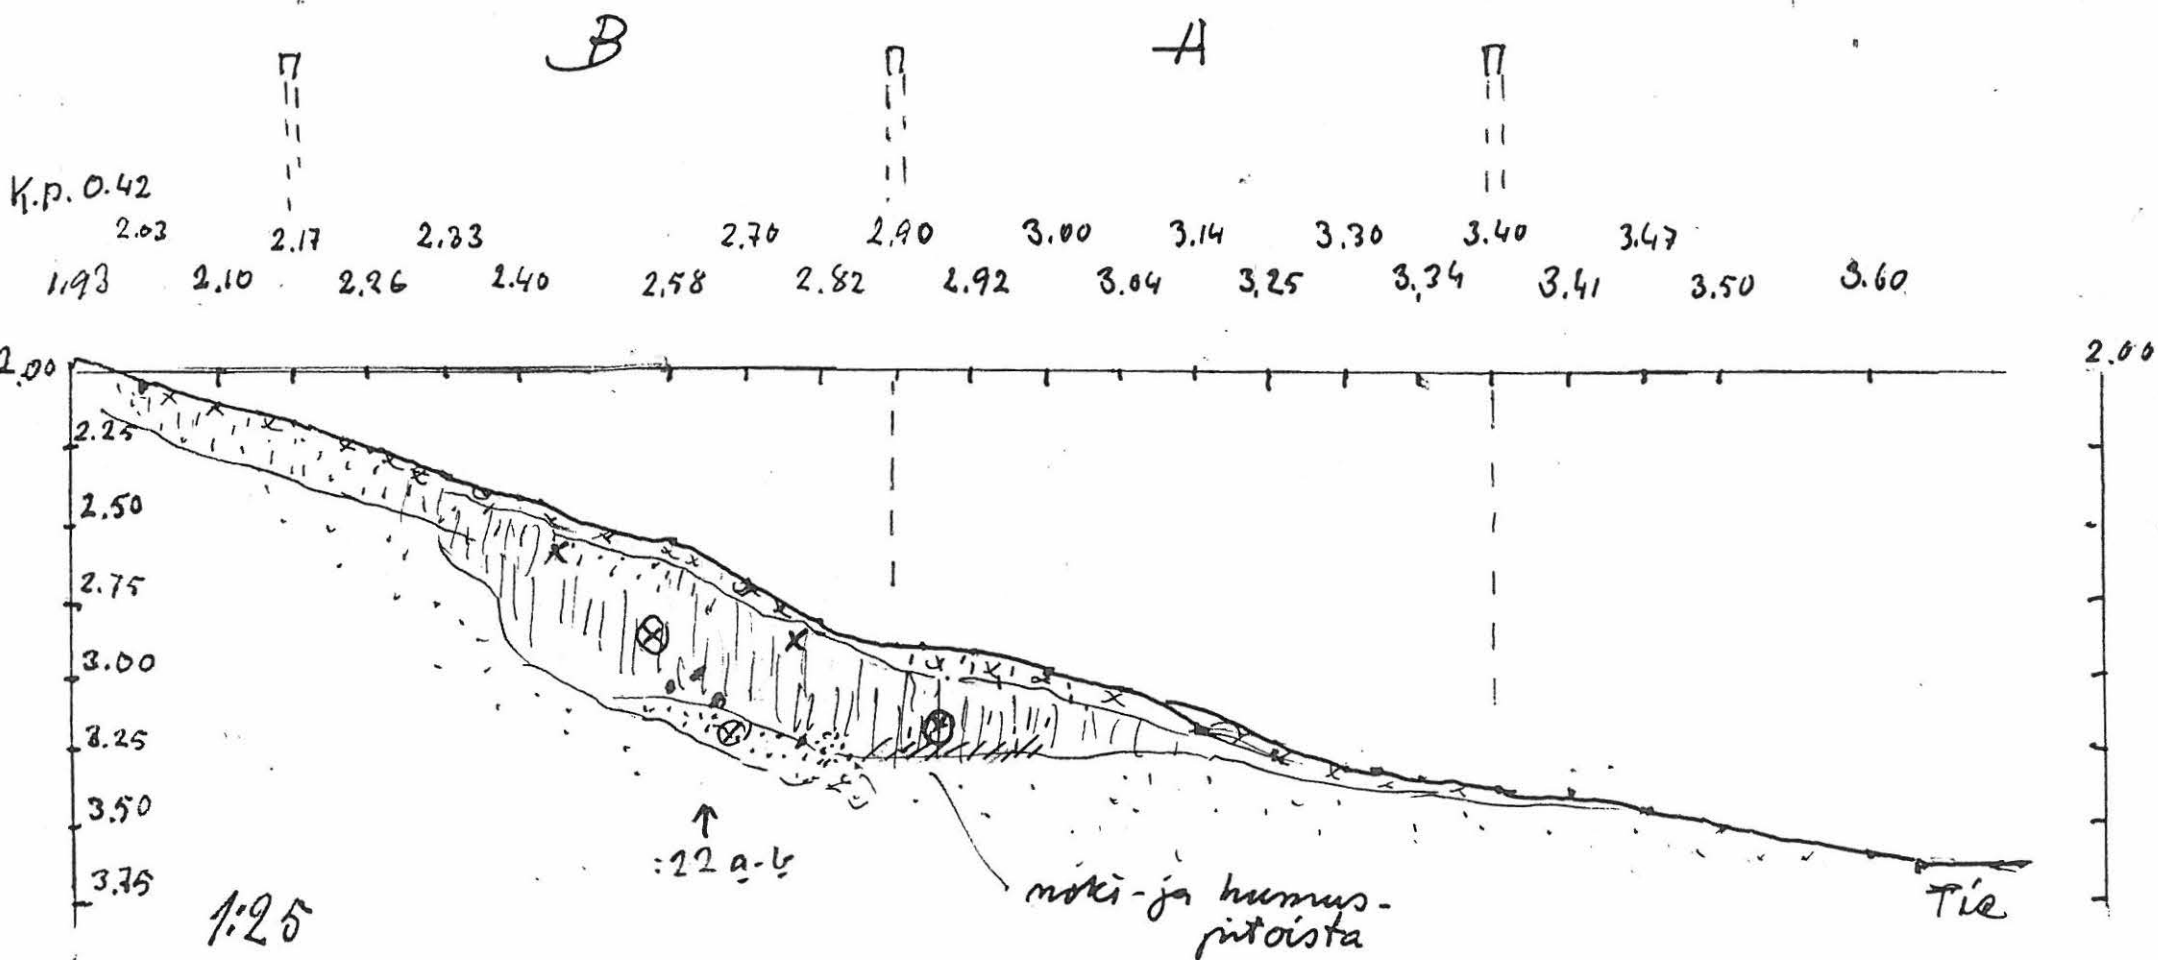 B A
K.p. 0.42
2.03 2.17 2.33 2.70 2.90 3.00 3.14 3.30 3.40 3.47
1.93 2.10 2.26 2.40 2.58 2.82 2.92 3.04 3.25 3.34 3.41 3.50 3.60
2.00 2.00
2.25
2.50
2.75
3.00
3.25
3.50
3.75
:22 a-b
noki-ja humus-
pitoista
Tie
1:25